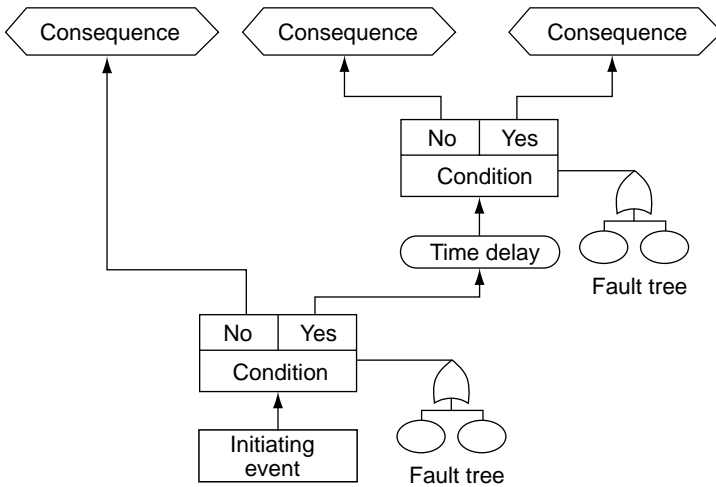 Consequence
Consequence
Consequence
No
Yes
Condition
Time delay
Fault tree
No
Yes
Condition
Initiating
event
Fault tree